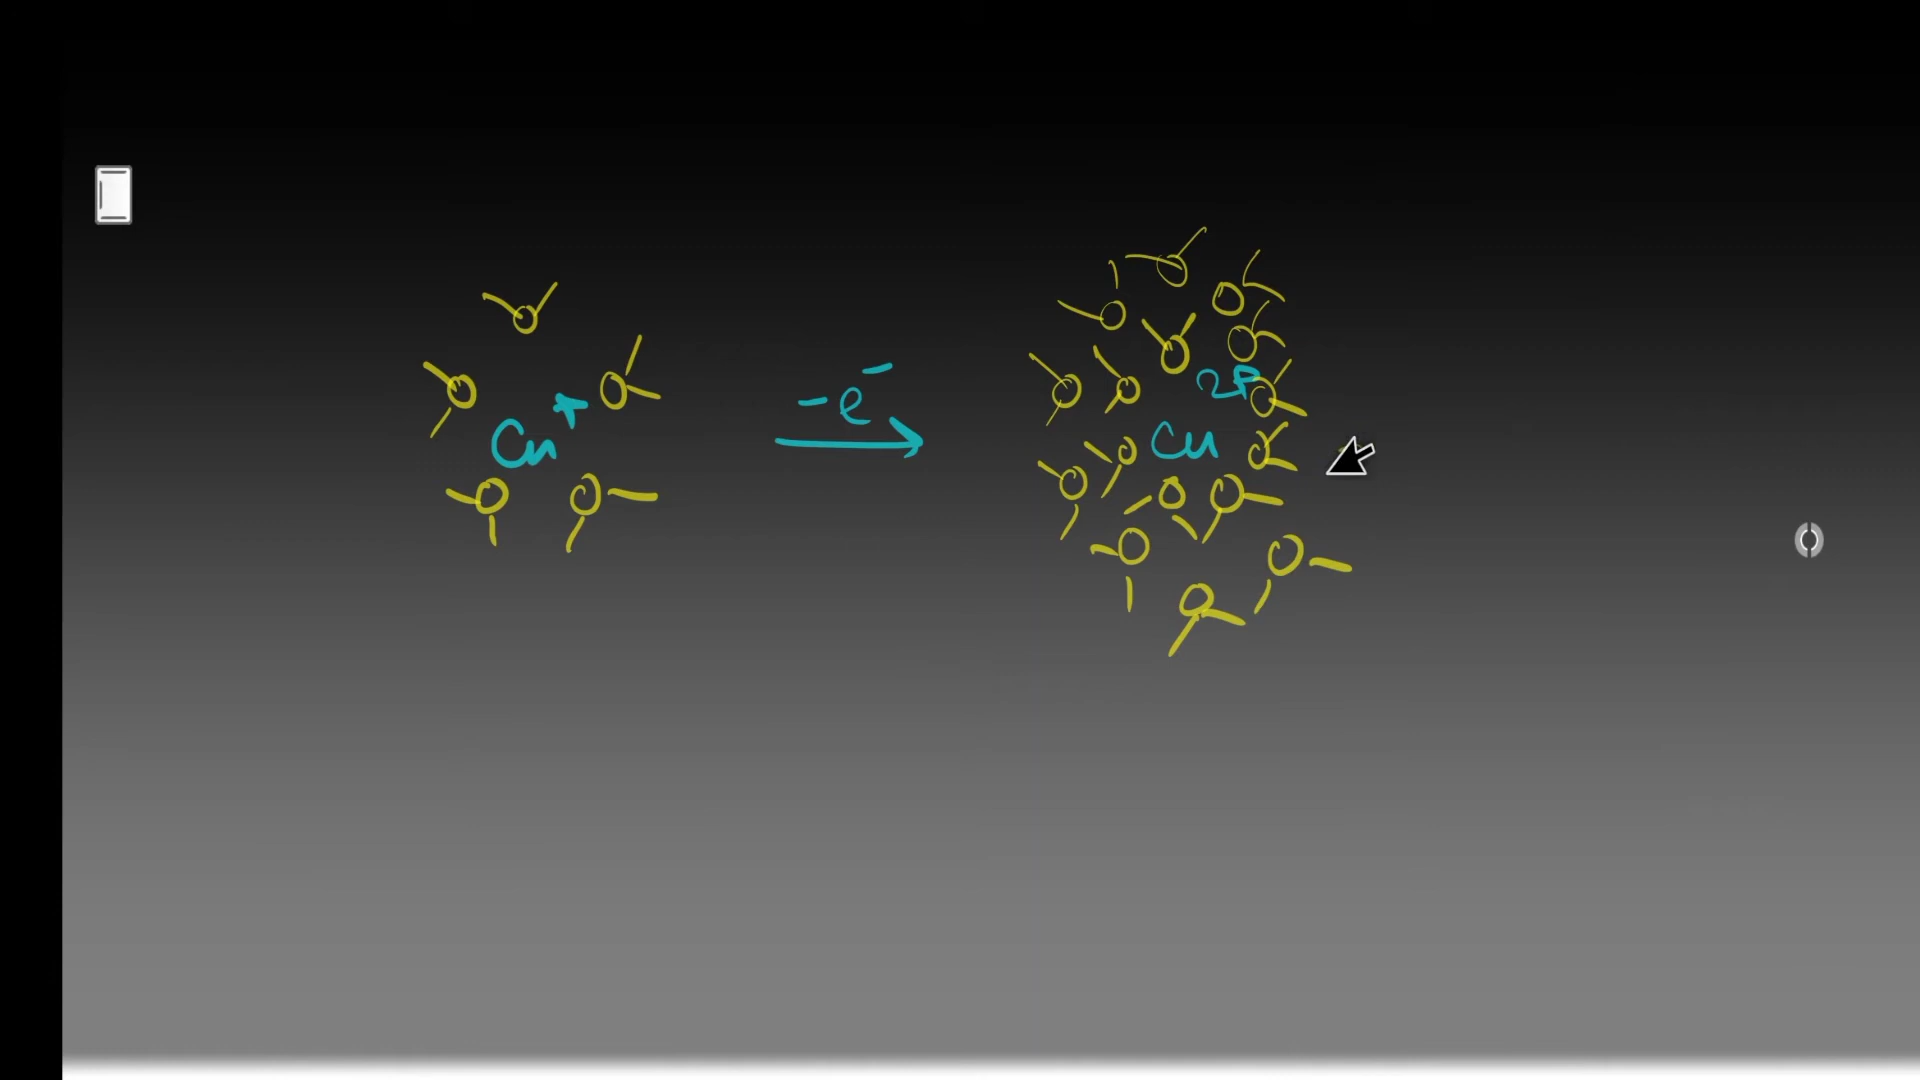 Cu+ -e⁻ → Cu 2+